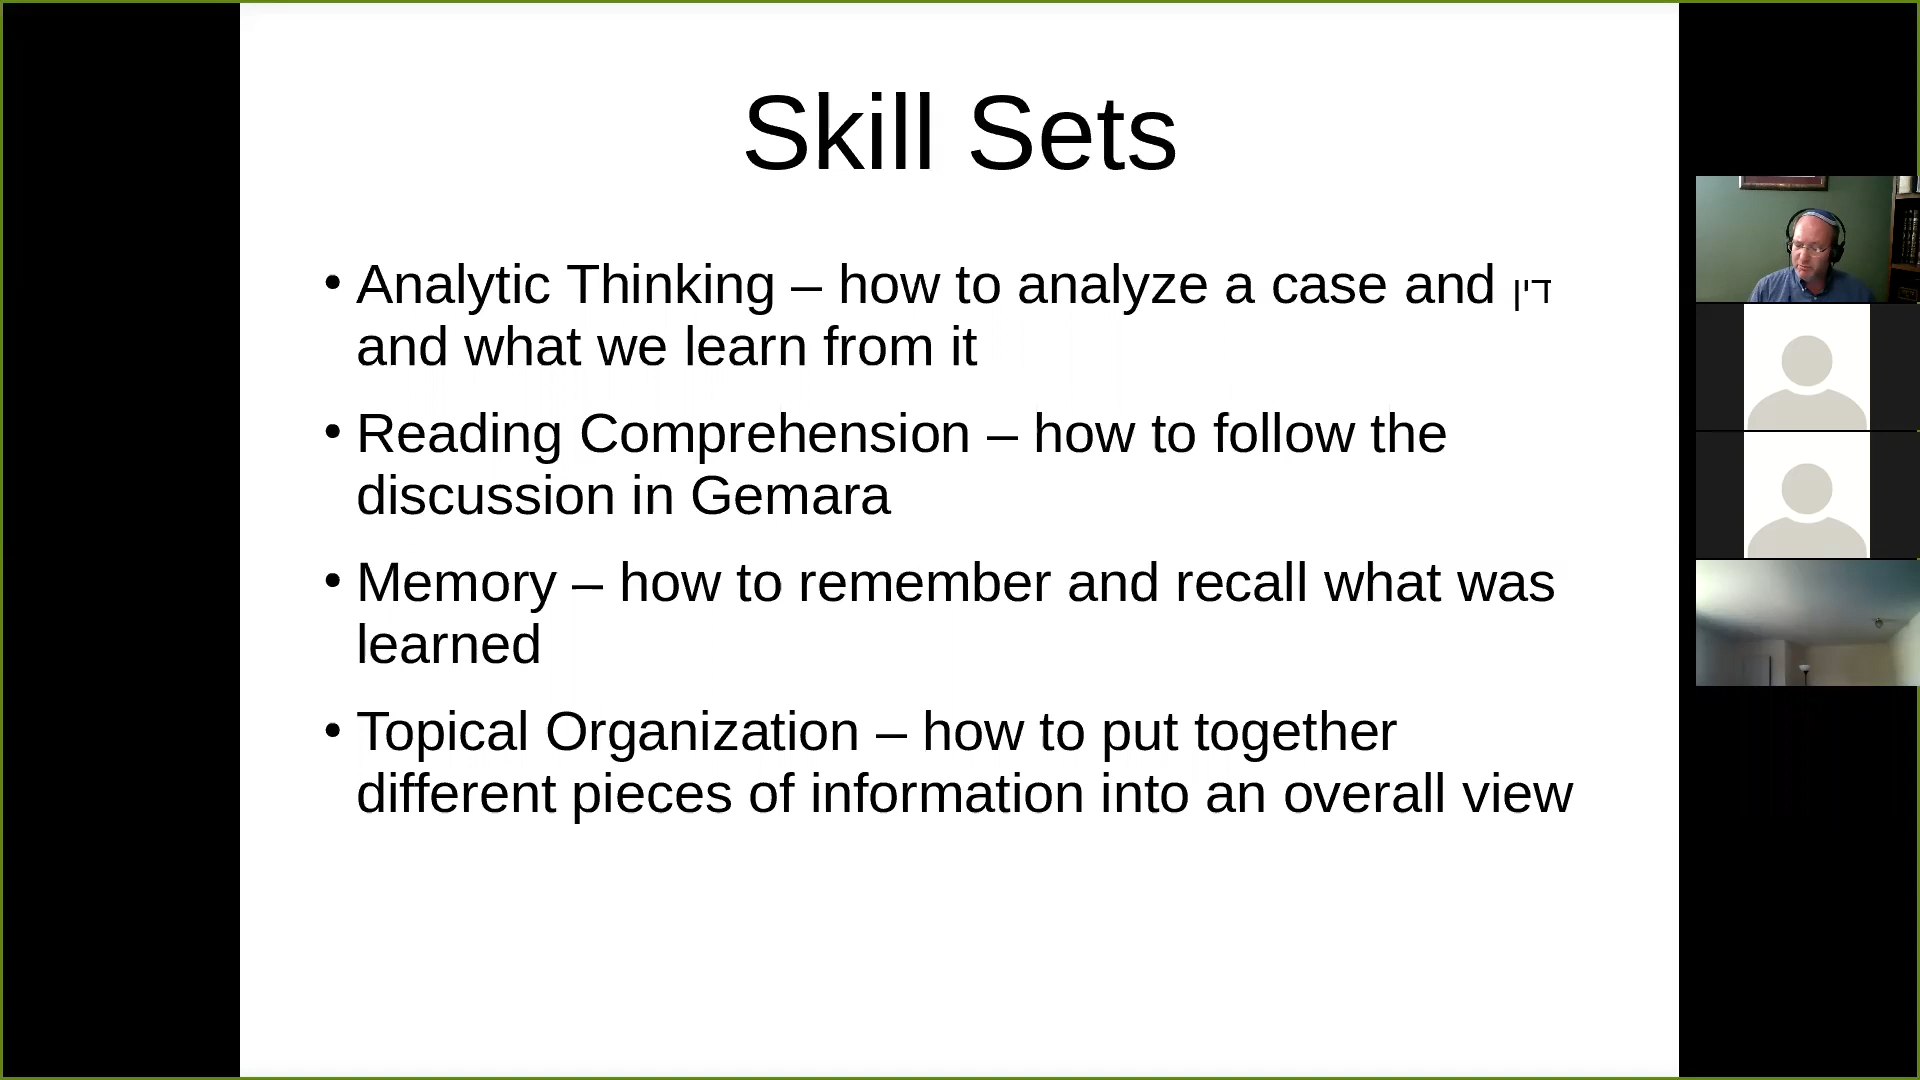 Skill Sets
• Analytic Thinking – how to analyze a case and דין
and what we learn from it
• Reading Comprehension – how to follow the
discussion in Gemara
• Memory – how to remember and recall what was
learned
• Topical Organization – how to put together
different pieces of information into an overall view